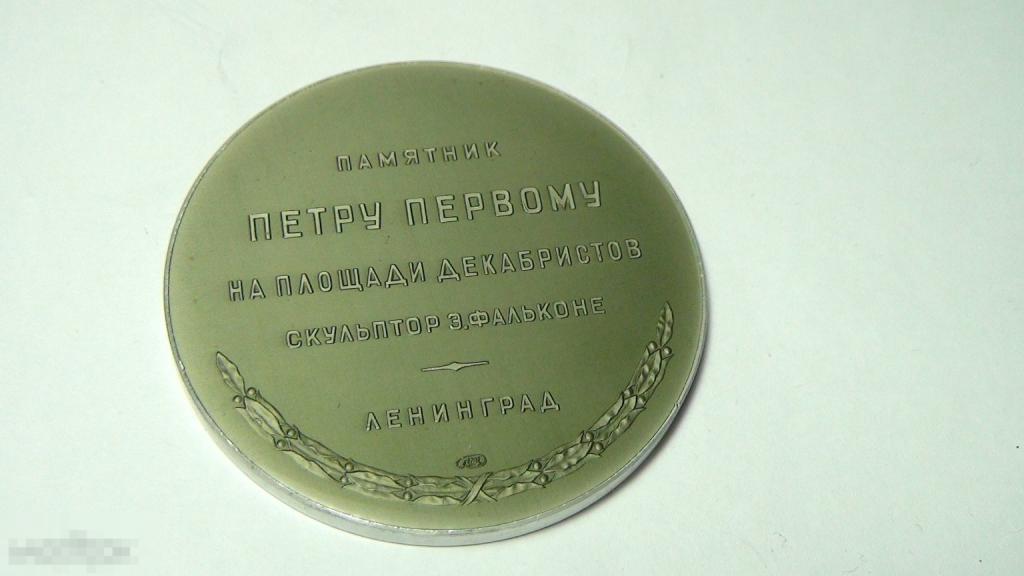 ПАМЯТНИК
ПЕТРУ ПЕРВОМУ
НА ПЛОЩАДИ ДЕКАБРИСТОВ
СКУЛЬПТОР Э.ФАЛЬКОНЕ
ЛЕНИНГРАД